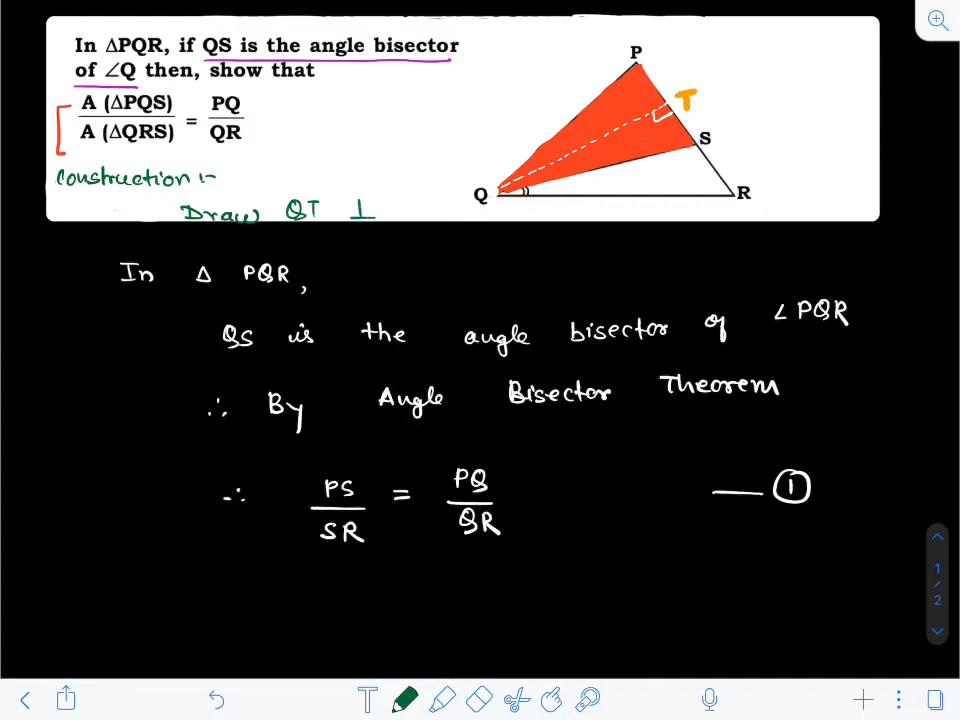 In ΔPQR, if QS is the angle bisector
of ∠Q then, show that
A (ΔPQS) / A (ΔQRS) = PQ / QR
Construction :-
Draw QT ⊥
P
T
S
Q
R
In Δ PQR,
QS is the angle bisector of ∠PQR
∴ By Angle Bisector Theorem
∴ PS / SR = PQ / QR — ①
1
/
2
T